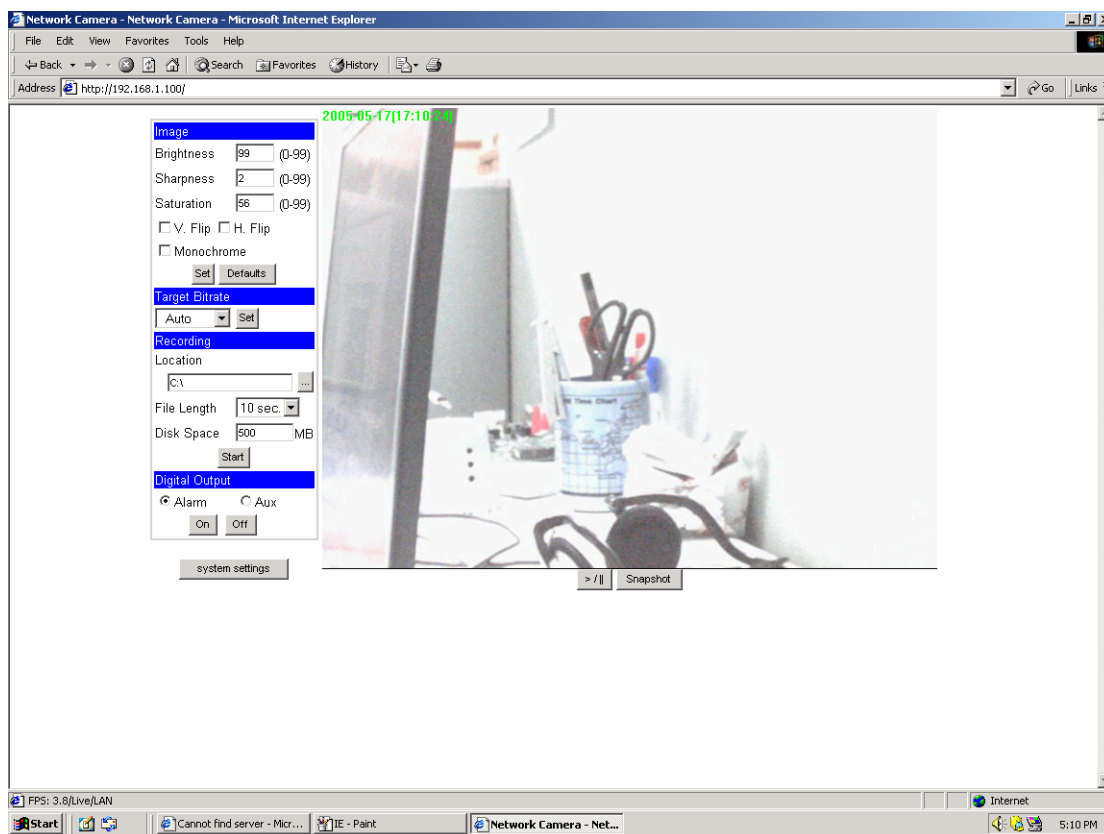 Network Camera - Network Camera - Microsoft Internet Explorer
File Edit View Favorites Tools Help
Back Search Favorites History
Address http://192.168.1.100/ Go Links
2005-05-17[17:10:24]
Image
Brightness 99 (0-99)
Sharpness 2 (0-99)
Saturation 56 (0-99)
V. Flip H. Flip
Monochrome
Set Defaults
Target Bitrate
Auto Set
Recording
Location
C:\ ...
File Length 10 sec.
Disk Space 500 MB
Start
Digital Output
Alarm Aux
On Off
system settings
Time Chart
> / || Snapshot
FPS: 3.8/Live/LAN Internet
Start Cannot find server - Micr... IE - Paint Network Camera - Net... 5:10 PM